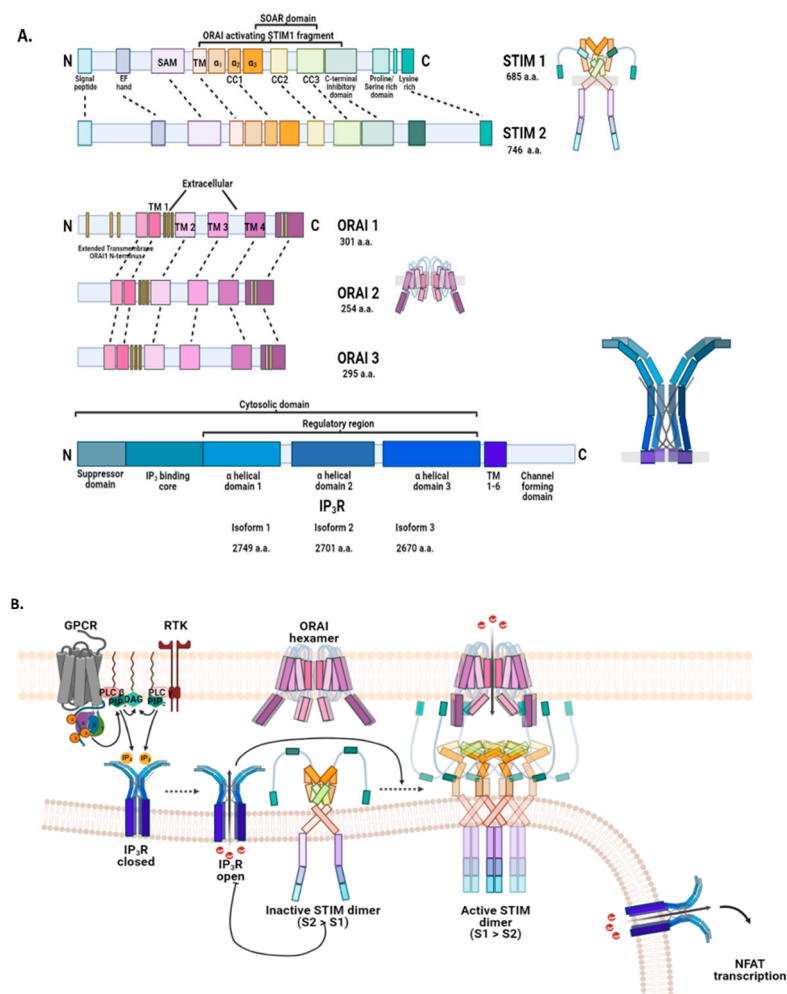 A.
SOAR domain
ORAI activating STIM1 fragment
N
SAM
TM
α1
α2
α3
C
STIM 1
685 a.a.
Signal
peptide
EF
hand
CC1
CC2
CC3
C-terminal
Inhibitory
domain
Proline/
Serine rich
domain
Lysine
rich
STIM 2
746 a.a.
Extracellular
TM 1
N
TM 2
TM 3
TM 4
C
ORAI 1
301 a.a.
Extended Transmembrane
ORAI1 N-terminus
ORAI 2
254 a.a.
ORAI 3
295 a.a.
Cytosolic domain
Regulatory region
N
C
Suppressor
domain
IP3 binding
core
α helical
domain 1
α helical
domain 2
α helical
domain 3
TM
1-6
Channel
forming
domain
IP3R
Isoform 1
Isoform 2
Isoform 3
2749 a.a.
2701 a.a.
2670 a.a.
B.
GPCR
RTK
ORAI
hexamer
PLC β
PIP2
DAG
PLC γ
PIP2
IP3
IP3
IP3R
closed
IP3R
open
Inactive STIM dimer
(S2 > S1)
Active STIM
dimer
(S1 > S2)
NFAT
transcription